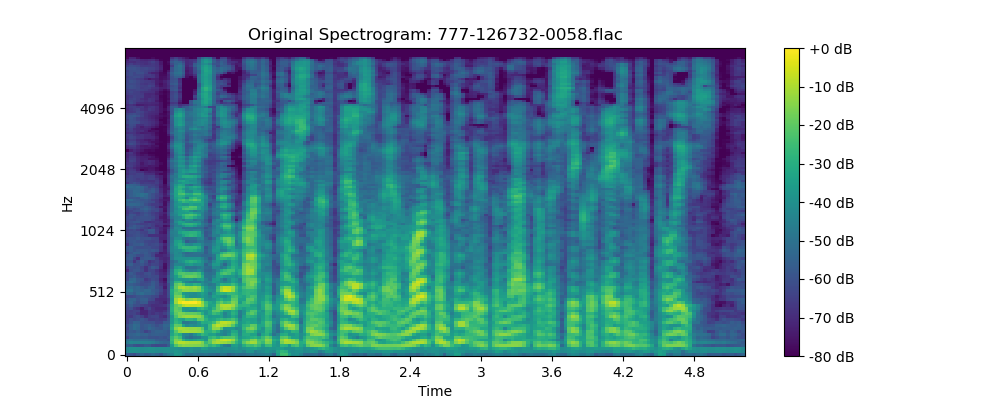 Original Spectrogram: 777-126732-0058.flac
Hz
4096
2048
1024
512
0
0 0.6 1.2 1.8 2.4 3 3.6 4.2 4.8
Time
+0 dB
-10 dB
-20 dB
-30 dB
-40 dB
-50 dB
-60 dB
-70 dB
-80 dB